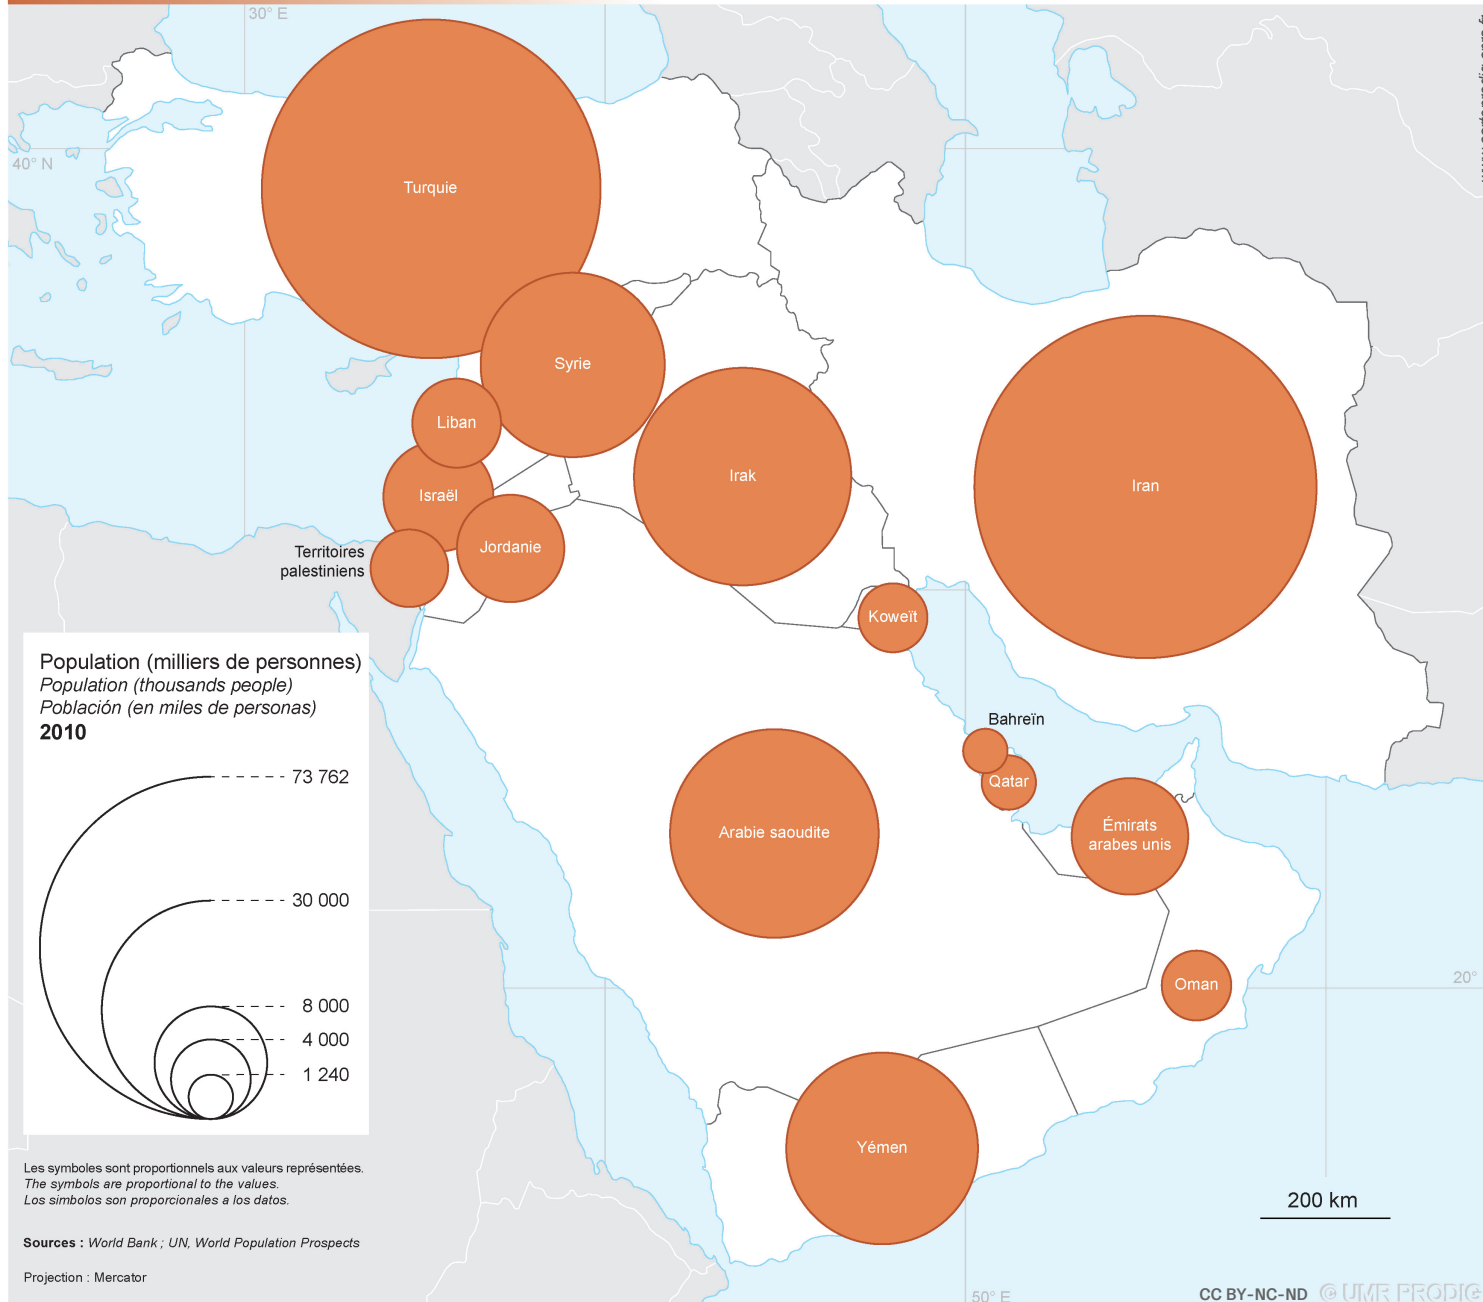 30° E
40° N
Turquie
Syrie
Liban
Irak
Iran
Israël
Jordanie
Territoires
palestiniens
Koweït
Population (milliers de personnes)
Population (thousands people)
Población (en miles de personas)
2010
Bahreïn
73 762
Qatar
Émirats
arabes unis
Arabie saoudite
30 000
20°
Oman
8 000
4 000
1 240
Yémen
Les symboles sont proportionnels aux valeurs représentées.
The symbols are proportional to the values.
Los simbolos son proporcionales a los datos.
200 km
Sources : World Bank ; UN, World Population Prospects
Projection : Mercator
50° E
CC BY-NC-ND © UMR PRODIG